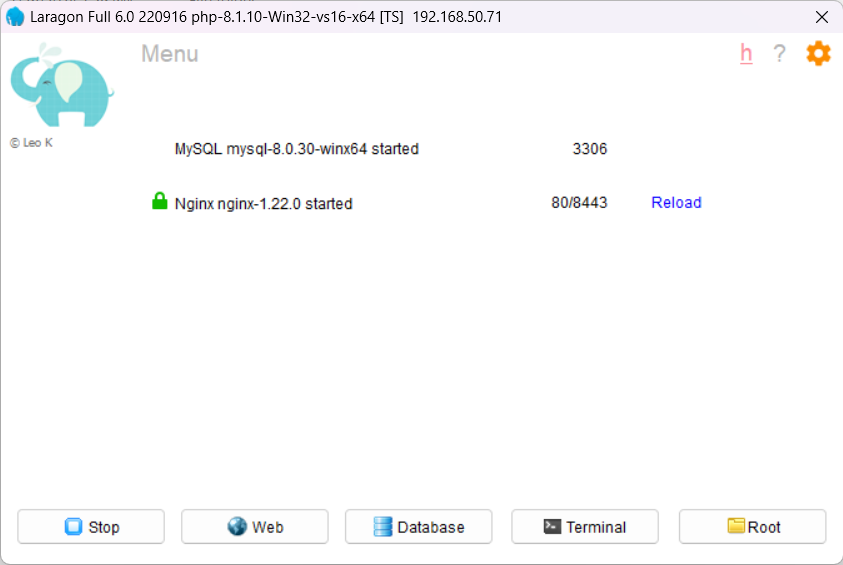 Laragon Full 6.0 220916 php-8.1.10-Win32-vs16-x64 [TS]  192.168.50.71
Menu
h ?
© Leo K
MySQL mysql-8.0.30-winx64 started 3306
Nginx nginx-1.22.0 started 80/8443 Reload
Stop Web Database Terminal Root